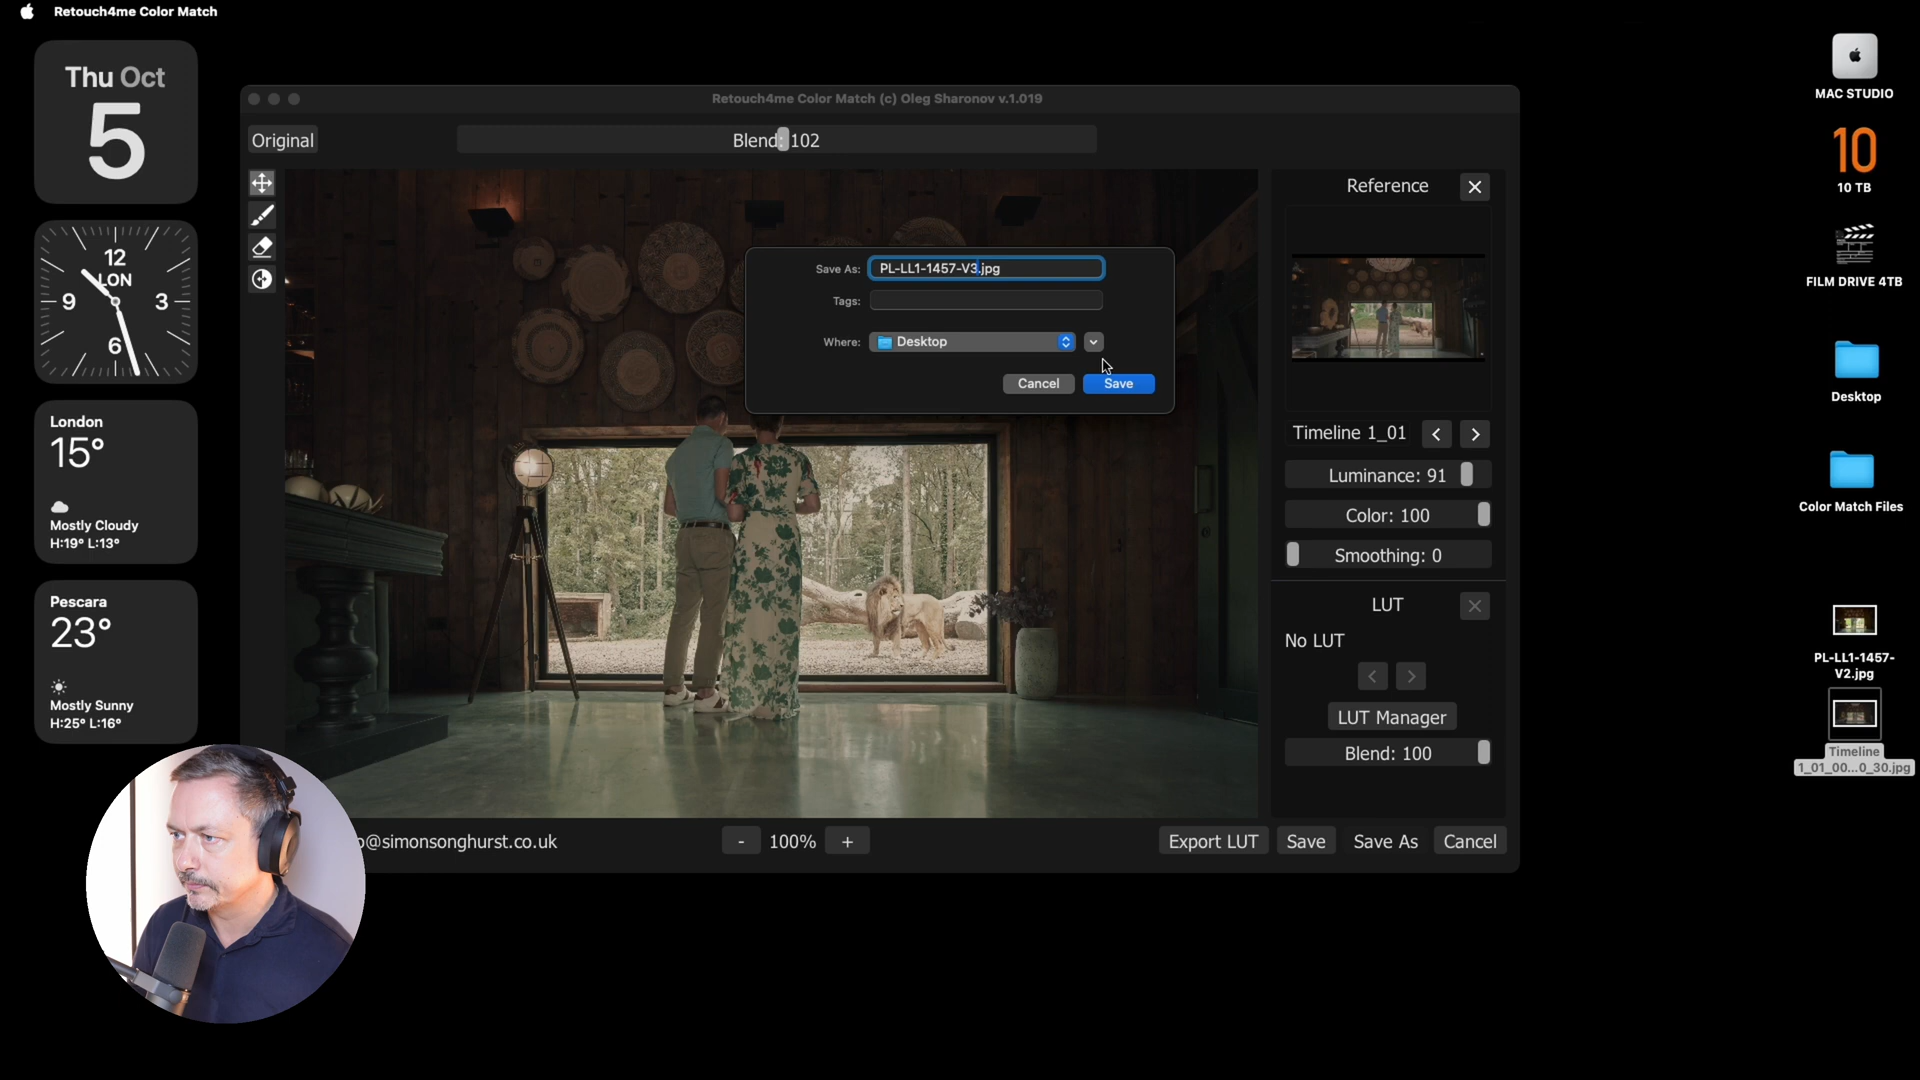 Retouch4me Color Match
Thu Oct
5
12
LON
9
3
6
London
15°
Mostly Cloudy
H:19° L:13°
Pescara
23°
Mostly Sunny
H:25° L:16°
Retouch4me Color Match (c) Oleg Sharonov v.1.019
Original
Blend: 102
Save As:
PL-LL1-1457-V3.jpg
Tags:
Where:
Desktop
Cancel
Save
Reference
Timeline 1_01
Luminance: 91
Color: 100
Smoothing: 0
LUT
No LUT
LUT Manager
Blend: 100
o@simonsonghurst.co.uk
-
100%
+
Export LUT
Save
Save As
Cancel
MAC STUDIO
10
10 TB
FILM DRIVE 4TB
Desktop
Color Match Files
PL-LL1-1457-
V2.jpg
Timeline
1_01_00...0_30.jpg